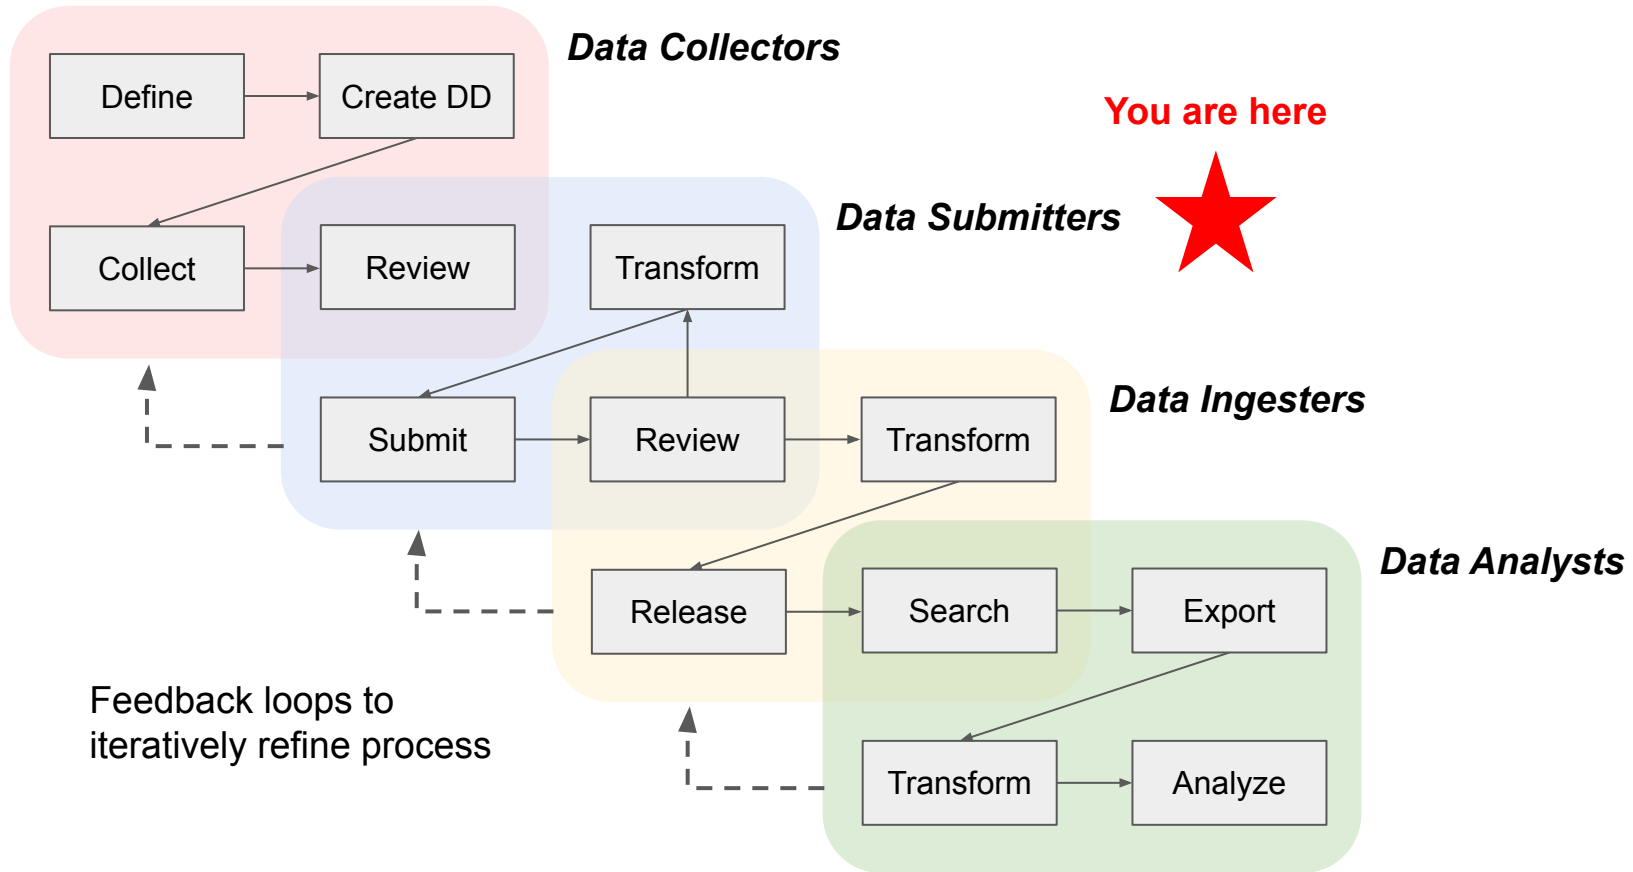 Data Collectors
Define
Create DD
You are here
Data Submitters
Collect
Review
Transform
Data Ingesters
Submit
Review
Transform
Data Analysts
Release
Search
Export
Feedback loops to
iteratively refine process
Transform
Analyze